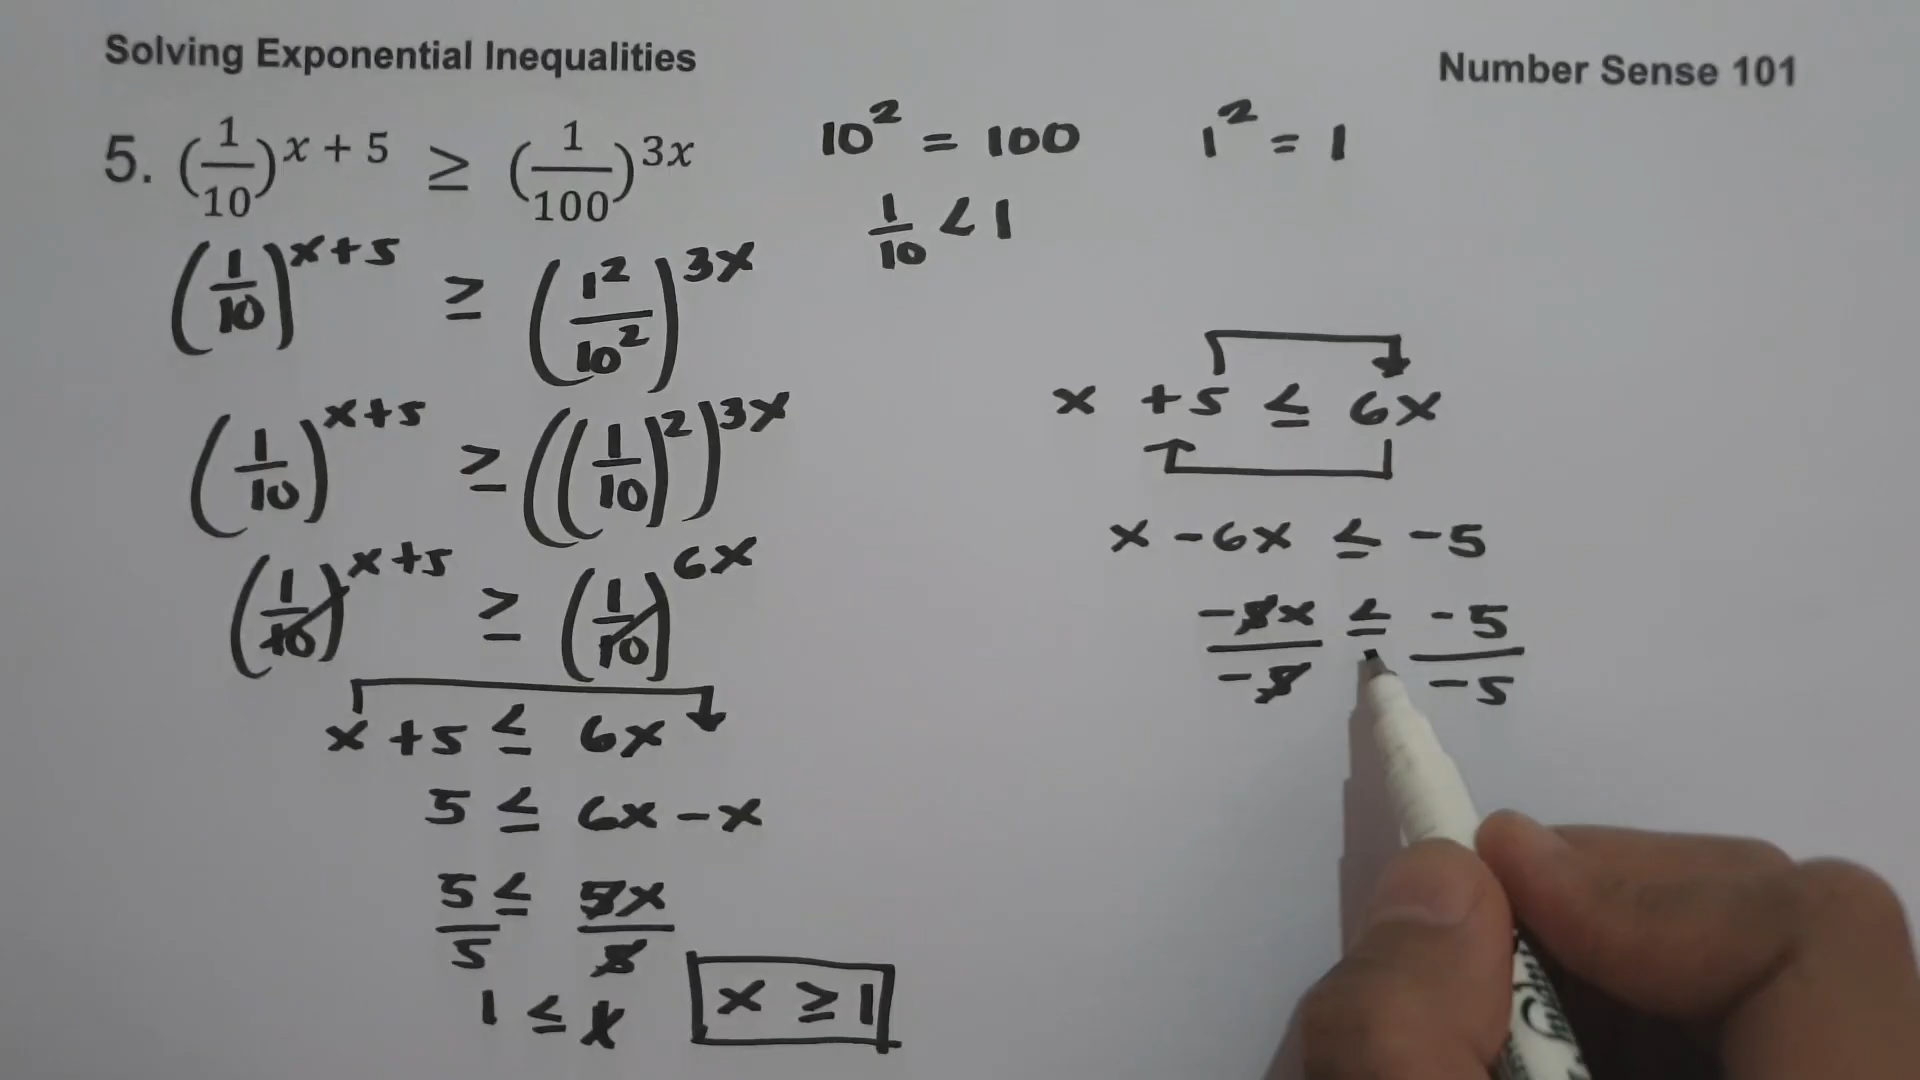 Solving Exponential Inequalities
Number Sense 101
5. (1/10)^{x + 5} ≥ (1/100)^{3x}
10² = 100
1² = 1
1/10 < 1
(1/10)^{x+5} ≥ (1²/10²)^{3x}
(1/10)^{x+5} ≥ ((1/10)²)^{3x}
(1/10)^{x+5} ≥ (1/10)^{6x}
x +5 ≤ 6x
5 ≤ 6x - x
5/5 ≤ 5x/5
1 ≤ x
x ≥ 1
x +5 ≤ 6x
x - 6x ≤ -5
-5x/-5 ≤ -5/-5